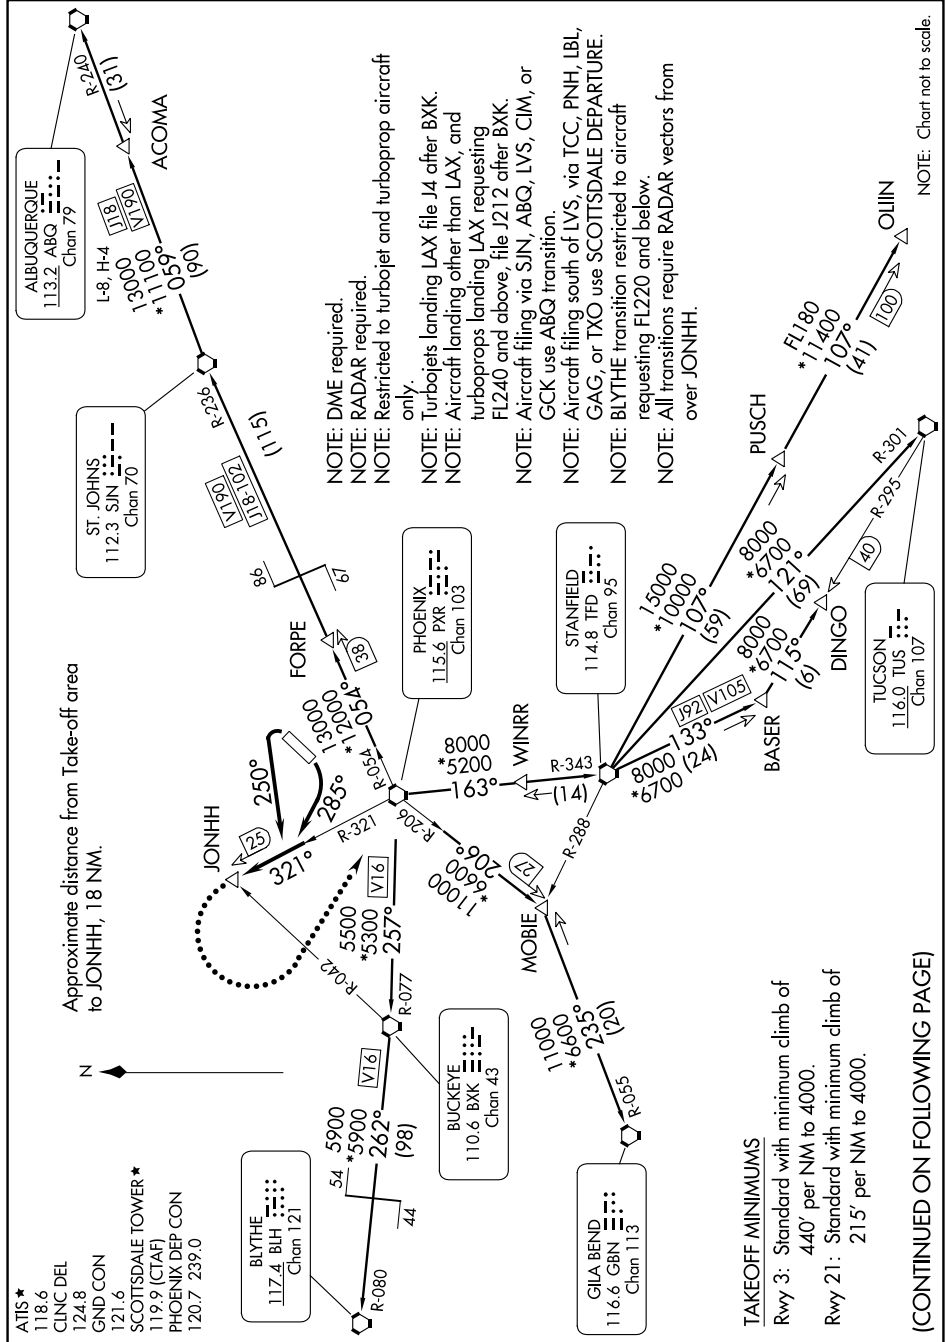 ATIS ★
118.6
CLNC DEL
124.8
GND CON
121.6
SCOTTSDALE TOWER ★
119.9 (CTAF)
PHOENIX DEP CON
120.7 239.0
N
Approximate distance from Take-off area
to JONHH, 18 NM.
ALBUQUERQUE
113.2 ABQ
Chan 79
R-240
(31)
ACOMA
L-8, H-4
J18
V190
13000
*11100
059°
(90)
ST. JOHNS
112.3 SJN
Chan 70
R-236
(115)
V190
J18-102
86
67
FORPE
38
13000
*12000
054°
R-054
JONHH
250°
285°
25
321°
R-321
R-042
PHOENIX
115.6 PXR
Chan 103
BLYTHE
117.4 BLH
Chan 121
R-080
54
44
5900
*5900
262°
(98)
V16
BUCKEYE
110.6 BXK
Chan 43
R-077
5500
*5300
257°
V16
R-206
206°
*6600
11000
27
MOBIE
11000
*6600
235°
(20)
R-055
GILA BEND
116.6 GBN
Chan 113
8000
*5200
163°
WINRR
(14)
R-343
R-288
STANFIELD
114.8 TFD
Chan 95
15000
*10000
107°
(59)
PUSCH
FL180
*11400
107°
(41)
100
OLIIN
8000
*6700
121°
(69)
R-301
R-295
40
8000
*6700
115°
(6)
DINGO
J92
V105
133°
8000
(24)
*6700
BASER
TUCSON
116.0 TUS
Chan 107
NOTE: DME required.
NOTE: RADAR required.
NOTE: Restricted to turbojet and turboprop aircraft
only.
NOTE: Turbojets landing LAX file J4 after BXK.
NOTE: Aircraft landing other than LAX, and
turboprops landing LAX requesting
FL240 and above, file J212 after BXK.
NOTE: Aircraft filing via SJN, ABQ, LVS, CIM, or
GCK use ABQ transition.
NOTE: Aircraft filing south of LVS, via TCC, PNH, LBL,
GAG, or TXO use SCOTTSDALE DEPARTURE.
NOTE: BLYTHE transition restricted to aircraft
requesting FL220 and below.
NOTE: All transitions require RADAR vectors from
over JONHH.
TAKEOFF MINIMUMS
Rwy 3: Standard with minimum climb of
440' per NM to 4000.
Rwy 21: Standard with minimum climb of
215' per NM to 4000.
(CONTINUED ON FOLLOWING PAGE)
NOTE: Chart not to scale.